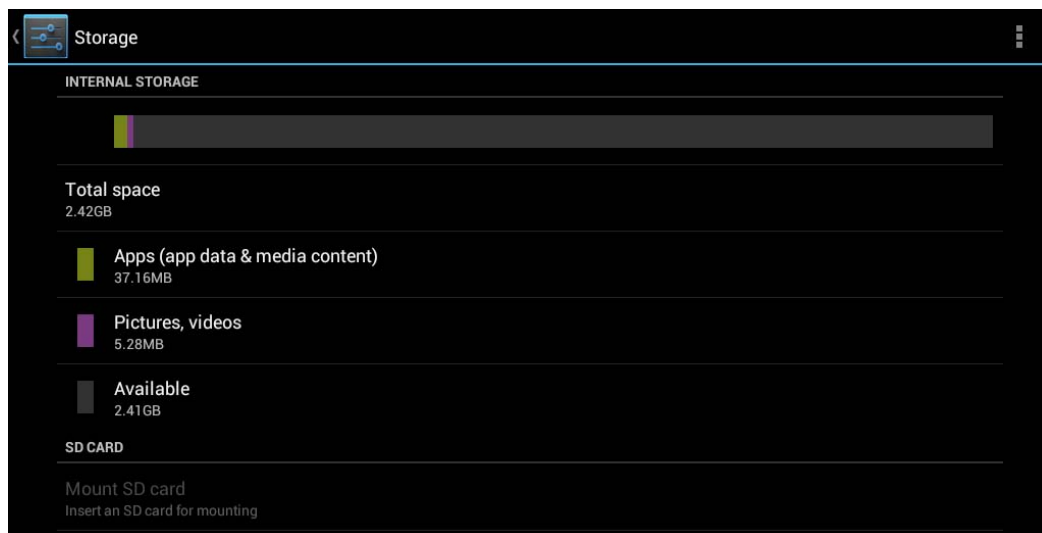 Storage
INTERNAL STORAGE
Total space
2.42GB
Apps (app data & media content)
37.16MB
Pictures, videos
5.28MB
Available
2.41GB
SD CARD
Mount SD card
Insert an SD card for mounting